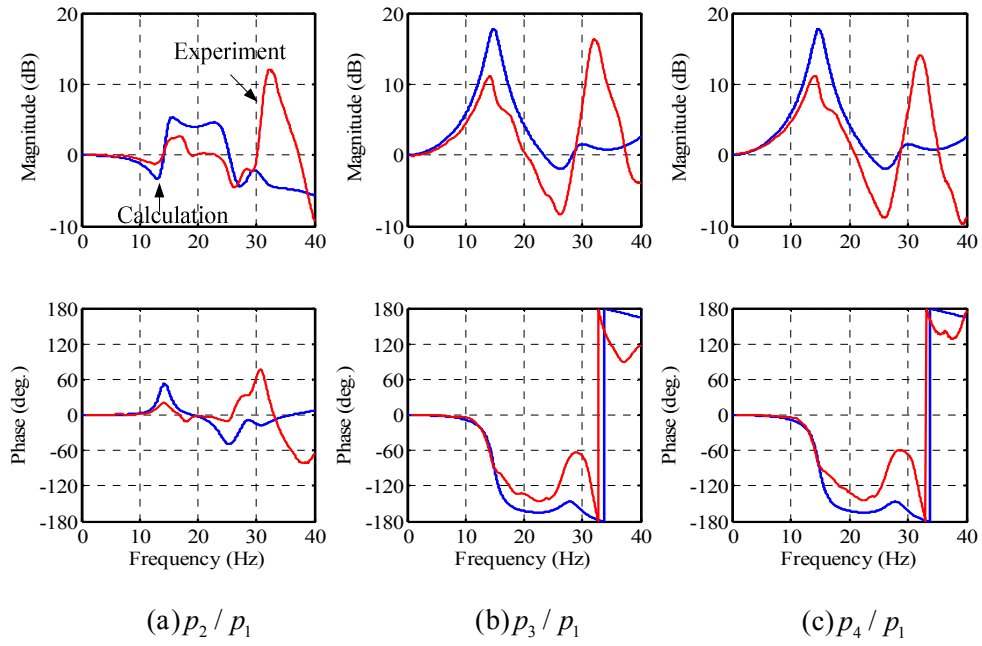 20
10
0
-10
Magnitude (dB)
Experiment
Calculation
0 10 20 30 40
20
10
0
-10
Magnitude (dB)
0 10 20 30 40
20
10
0
-10
Magnitude (dB)
0 10 20 30 40
180
120
60
0
-60
-120
-180
Phase (deg.)
0 10 20 30 40
Frequency (Hz)
180
120
60
0
-60
-120
-180
Phase (deg.)
0 10 20 30 40
Frequency (Hz)
180
120
60
0
-60
-120
-180
Phase (deg.)
0 10 20 30 40
Frequency (Hz)
(a) p₂ / p₁
(b) p₃ / p₁
(c) p₄ / p₁